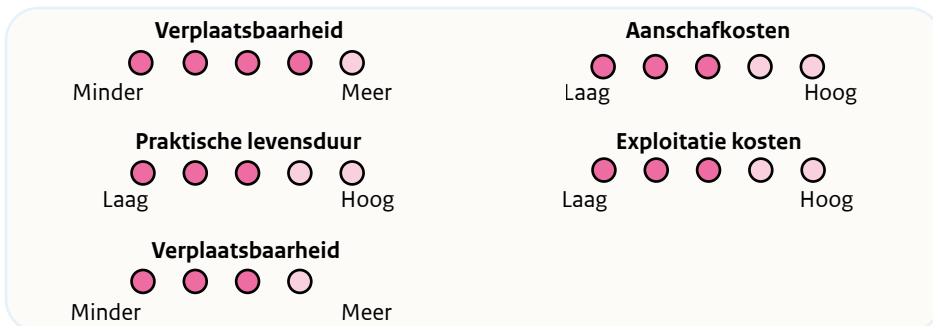 Verplaatsbaarheid
Minder Meer
Aanschafkosten
Laag Hoog
Praktische levensduur
Laag Hoog
Exploitatie kosten
Laag Hoog
Verplaatsbaarheid
Minder Meer